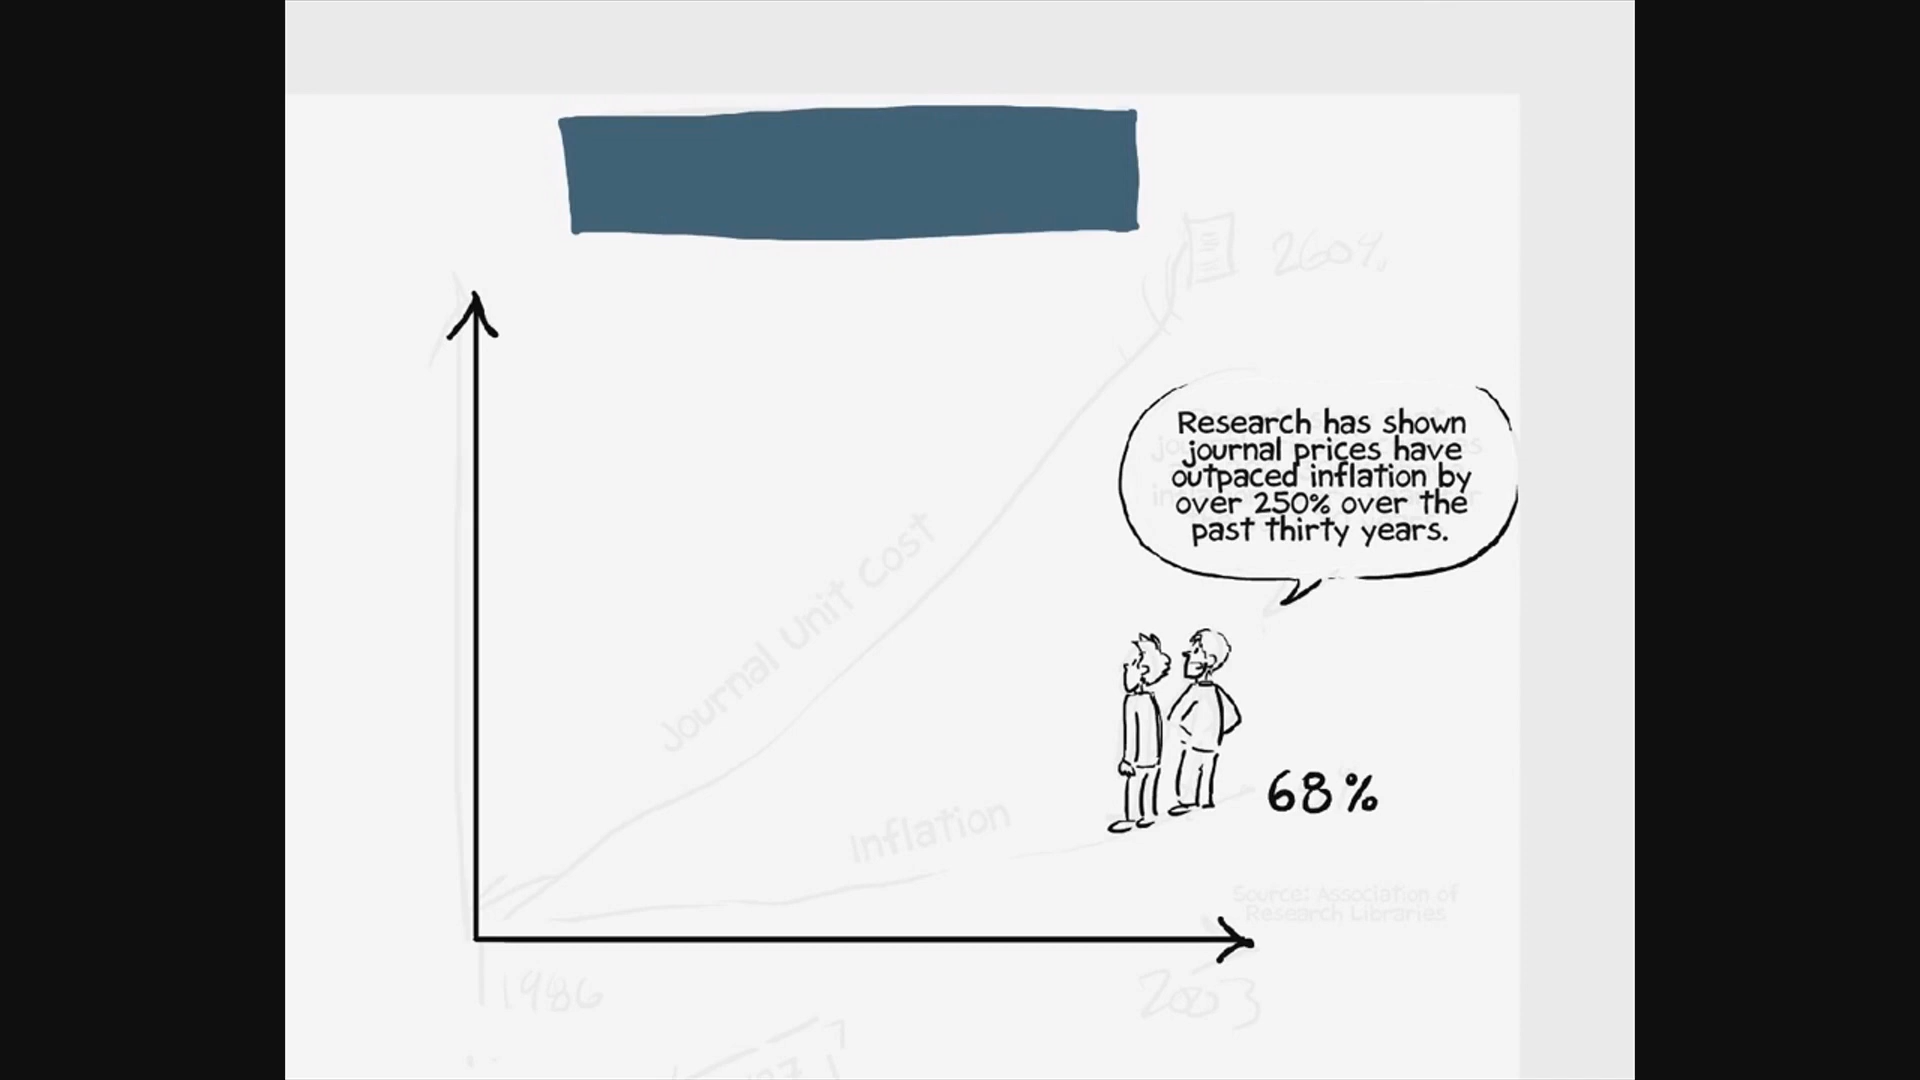 260%
Research has shown
journal prices have
outpaced inflation by
over 250% over the
past thirty years.
Journal Unit Cost
68%
Inflation
Source: Association of
Research Libraries
1986
2003